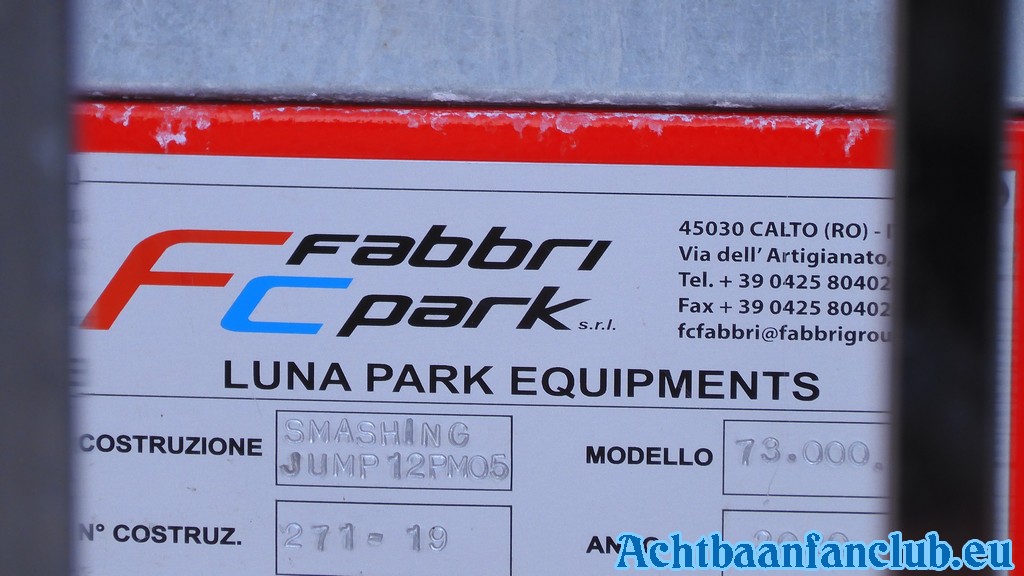 Fabbri
FC park s.r.l.
45030 CALTO (RO) -
Via dell' Artigianato,
Tel. + 39 0425 80402
Fax + 39 0425 80402
fcfabbri@fabbrigrou
LUNA PARK EQUIPMENTS
COSTRUZIONE SMASHING
JUMP 12PM05
MODELLO 73.000.
N° COSTRUZ. 271-19
Achtbaanfanclub.eu